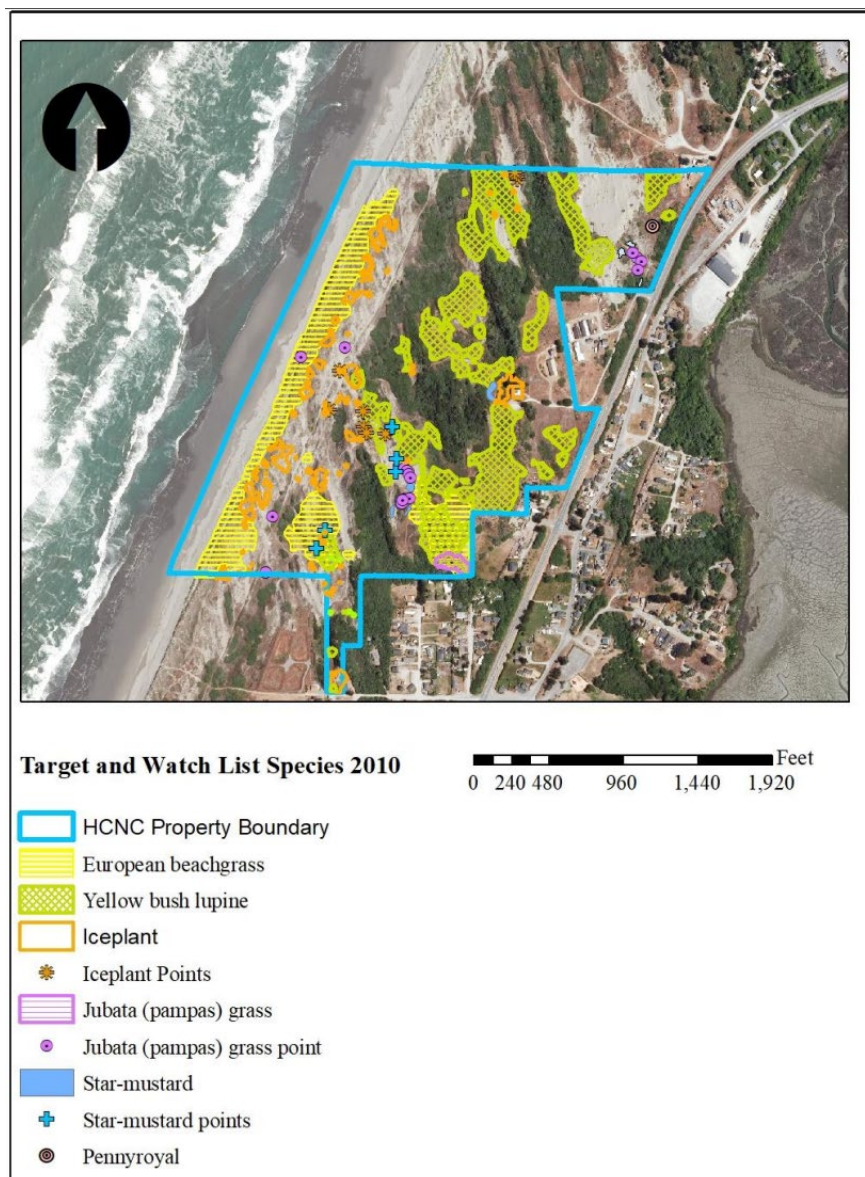 Target and Watch List Species 2010
Feet
0 240 480 960 1,440 1,920
HCNC Property Boundary
European beachgrass
Yellow bush lupine
Iceplant
Iceplant Points
Jubata (pampas) grass
Jubata (pampas) grass point
Star-mustard
Star-mustard points
Pennyroyal